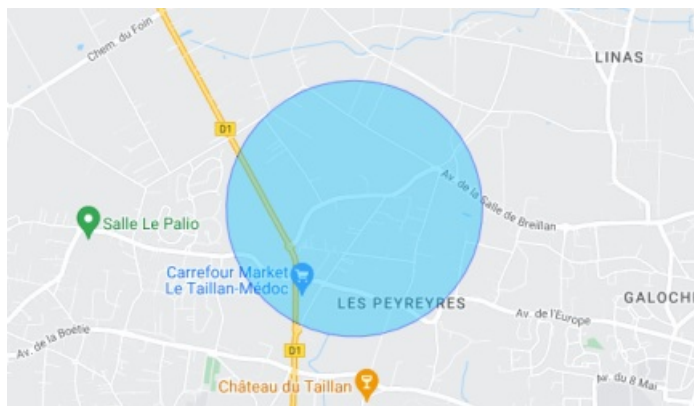 Chem. du Foin
LINAS
D1
Av. de la Salle de Breillan
Salle Le Palio
Carrefour Market
Le Taillan-Médoc
LES PEYREYRES
GALOCHE
Av. de l'Europe
Av. de la Boëtie
D1
Château du Taillan
Av. du 8 Mai